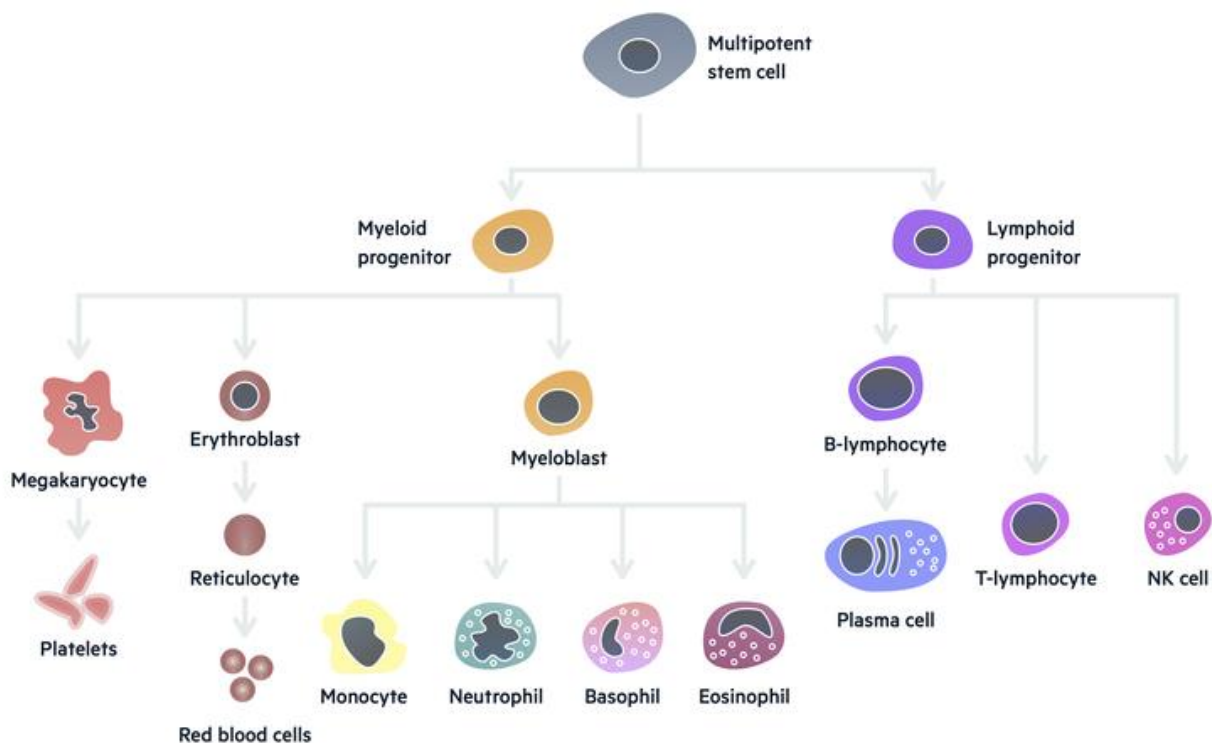 Multipotent
stem cell
Myeloid
progenitor
Lymphoid
progenitor
Megakaryocyte
Erythroblast
Myeloblast
B-lymphocyte
Platelets
Reticulocyte
Red blood cells
Monocyte
Neutrophil
Basophil
Eosinophil
Plasma cell
T-lymphocyte
NK cell